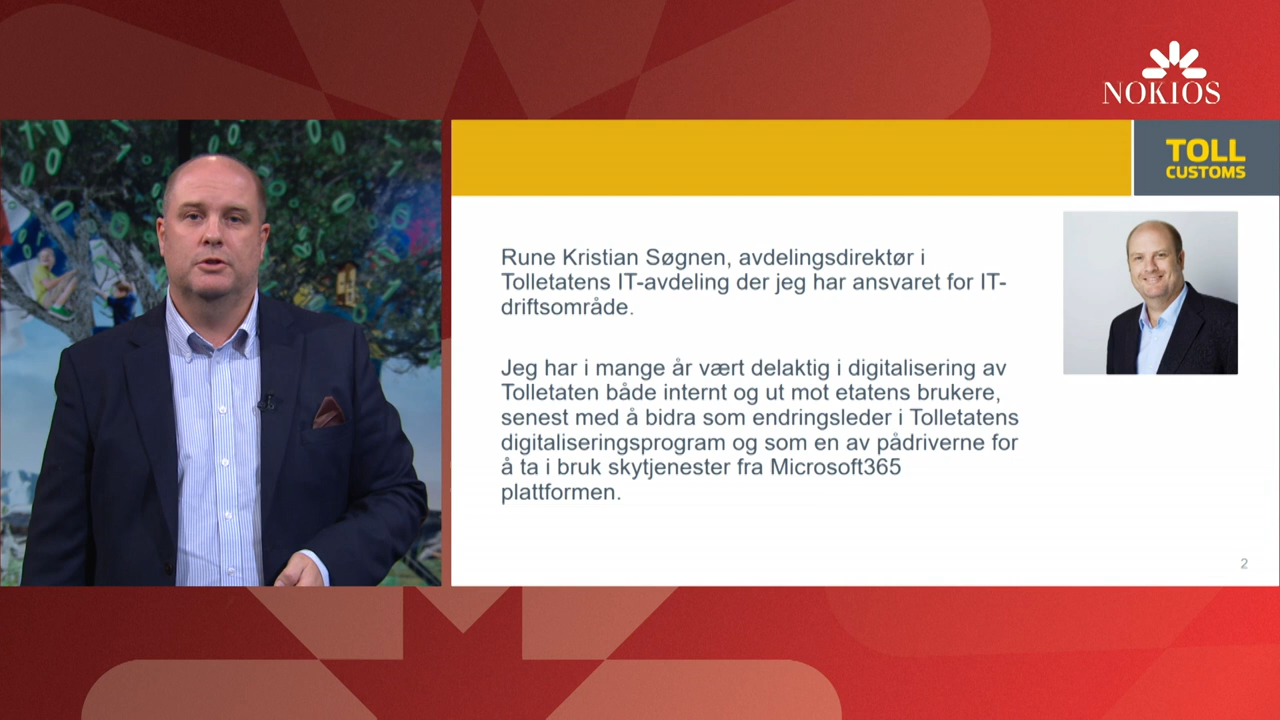 NOKIOS
TOLL
CUSTOMS
Rune Kristian Søgnen, avdelingsdirektør i
Tolletatens IT-avdeling der jeg har ansvaret for IT-
driftsområde.
Jeg har i mange år vært delaktig i digitalisering av
Tolletaten både internt og ut mot etatens brukere,
senest med å bidra som endringsleder i Tolletatens
digitaliseringsprogram og som en av pådriverne for
å ta i bruk skytjenester fra Microsoft365
plattformen.
2